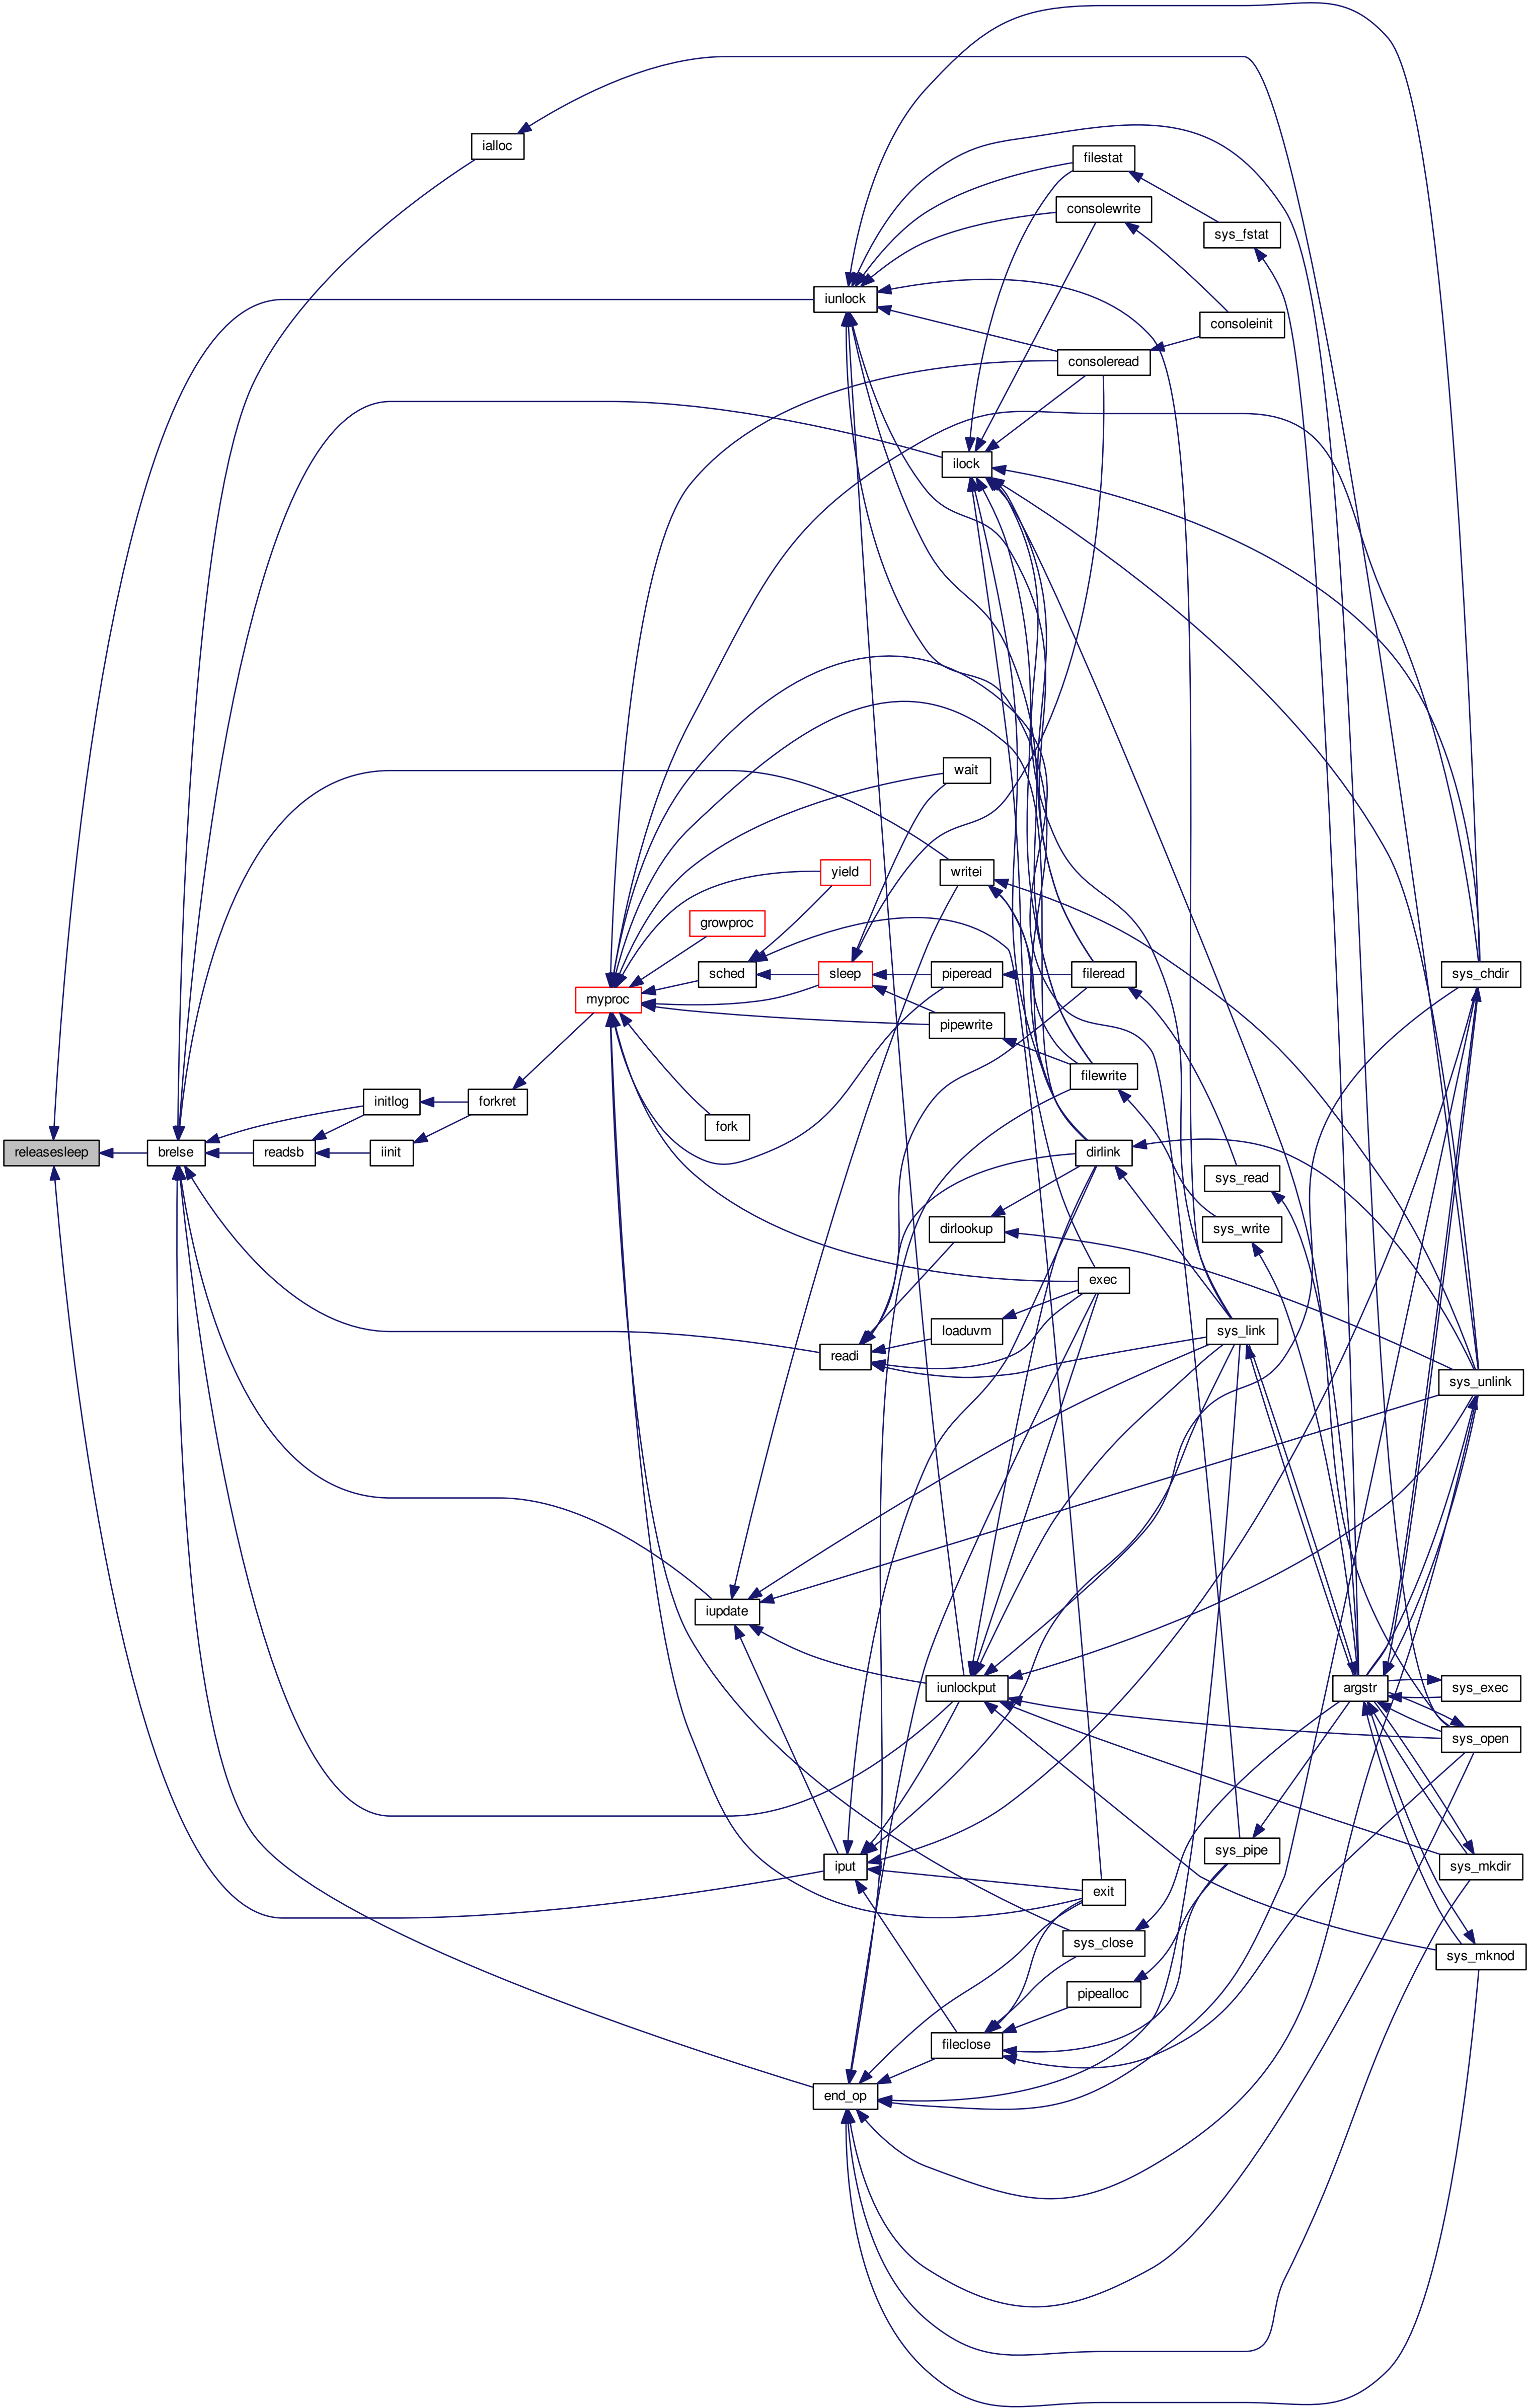 ialloc
filestat
consolewrite
sys_fstat
iunlock
consoleinit
consoleread
ilock
wait
writei
yield
growproc
sched
sleep
piperead
fileread
sys_chdir
myproc
pipewrite
filewrite
initlog
forkret
fork
releasesleep
brelse
readsb
iinit
dirlink
sys_read
dirlookup
sys_write
exec
loaduvm
sys_link
readi
sys_unlink
iupdate
iunlockput
argstr
sys_exec
sys_open
sys_pipe
iput
sys_mkdir
exit
sys_close
sys_mknod
pipealloc
fileclose
end_op